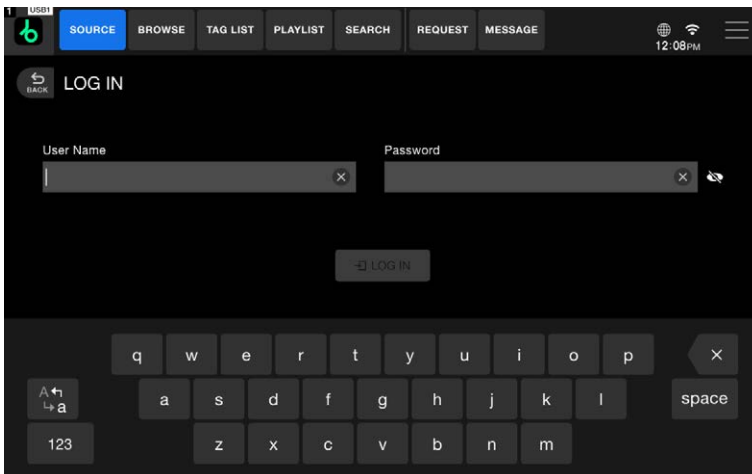 1 USB1
SOURCE BROWSE TAG LIST PLAYLIST SEARCH REQUEST MESSAGE
12:08PM
BACK LOG IN
User Name Password
LOG IN
q w e r t y u i o p
A a
a s d f g h j k l space
123 z x c v b n m